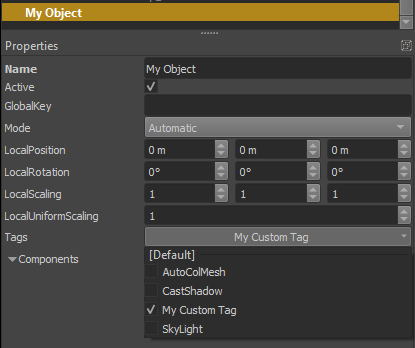 My Object
Properties
Name My Object
Active
GlobalKey
Mode Automatic
LocalPosition 0 m 0 m 0 m
LocalRotation 0° 0° 0°
LocalScaling 1 1 1
LocalUniformScaling 1
Tags My Custom Tag
[Default]
Components
AutoColMesh
CastShadow
My Custom Tag
SkyLight